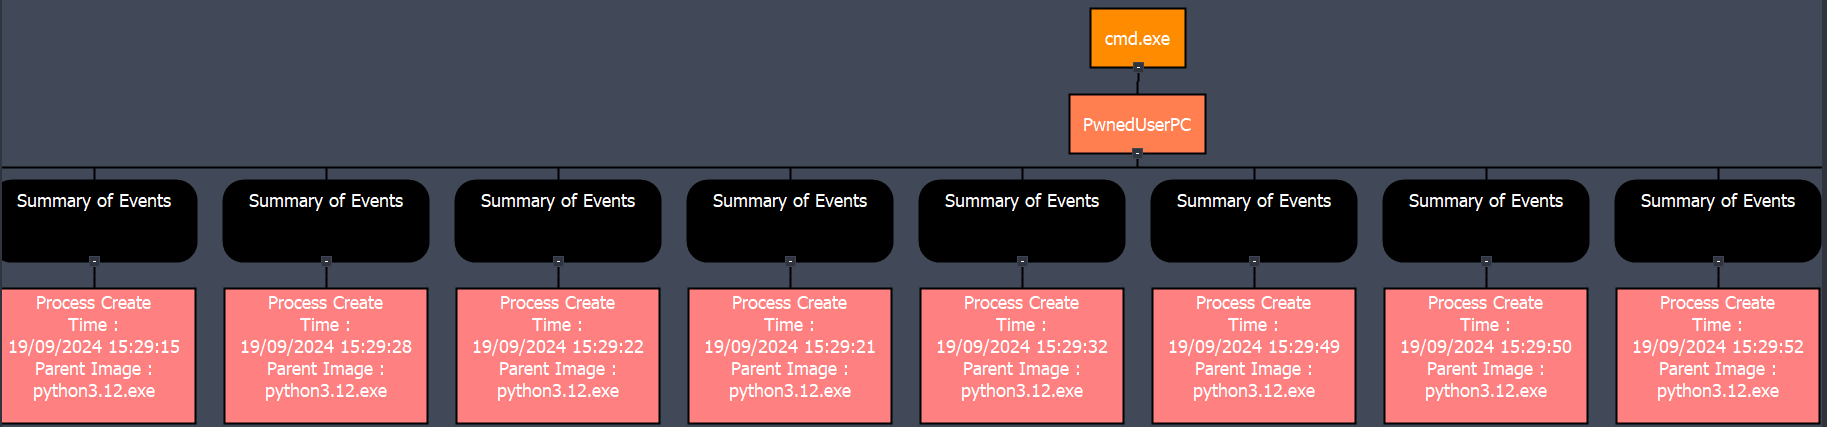 cmd.exe
PwnedUserPC
Summary of Events
Summary of Events
Summary of Events
Summary of Events
Summary of Events
Summary of Events
Summary of Events
Summary of Events
Process Create
Time :
19/09/2024 15:29:15
Parent Image :
python3.12.exe
Process Create
Time :
19/09/2024 15:29:28
Parent Image :
python3.12.exe
Process Create
Time :
19/09/2024 15:29:22
Parent Image :
python3.12.exe
Process Create
Time :
19/09/2024 15:29:21
Parent Image :
python3.12.exe
Process Create
Time :
19/09/2024 15:29:32
Parent Image :
python3.12.exe
Process Create
Time :
19/09/2024 15:29:49
Parent Image :
python3.12.exe
Process Create
Time :
19/09/2024 15:29:50
Parent Image :
python3.12.exe
Process Create
Time :
19/09/2024 15:29:52
Parent Image :
python3.12.exe